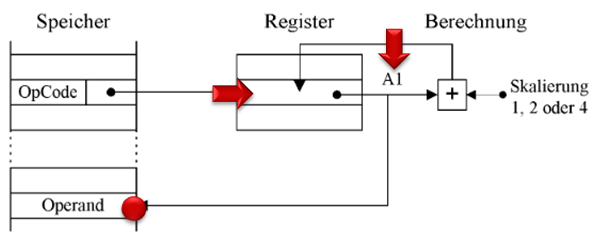 Speicher
Register
Berechnung
OpCode
A1
+
Skalierung
1, 2 oder 4
Operand